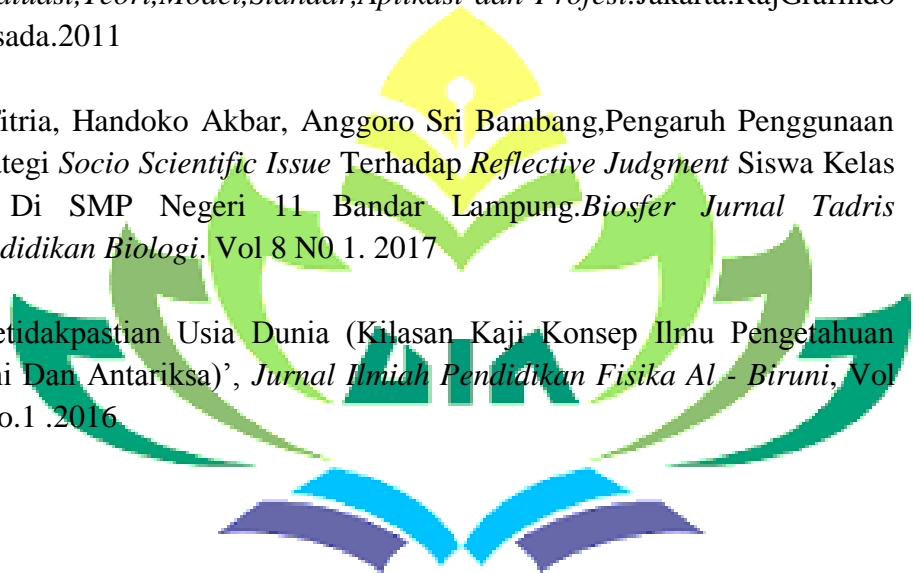 aluasi,Teori,Model,Standar,Aplikasi dan Profesi.Jakarta.RajGrafindo
sada.2011
itria, Handoko Akbar, Anggoro Sri Bambang,Pengaruh Penggunaan
ategi Socio Scientific Issue Terhadap Reflective Judgment Siswa Kelas
Di SMP Negeri 11 Bandar Lampung.Biosfer Jurnal Tadris
didikan Biologi. Vol 8 N0 1. 2017
etidakpastian Usia Dunia (Kilasan Kaji Konsep Ilmu Pengetahuan
i Dan Antariksa)’, Jurnal Ilmiah Pendidikan Fisika Al - Biruni, Vol
o.1 .2016